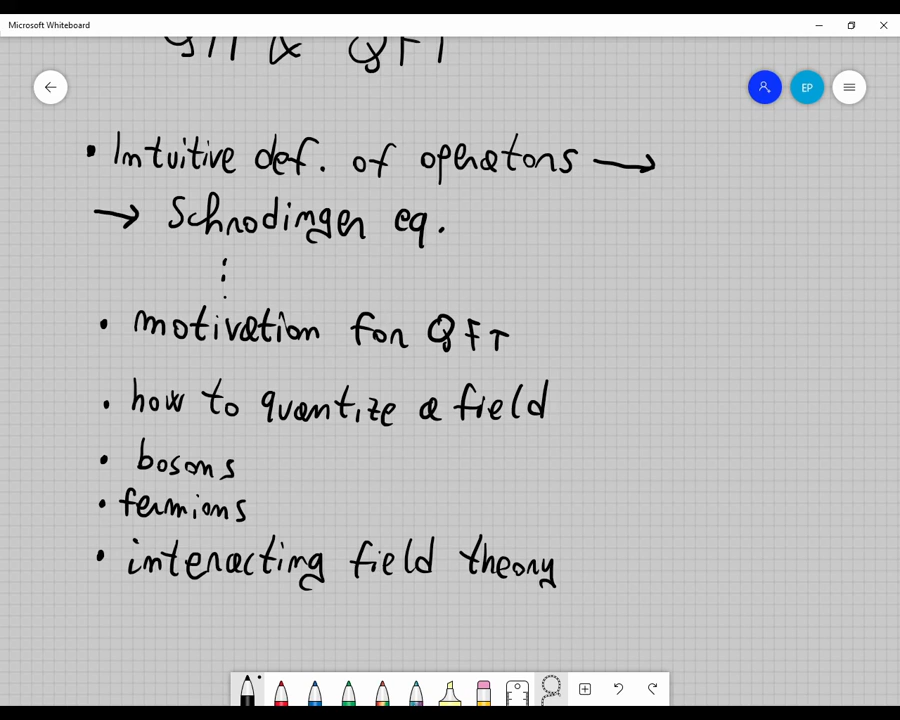 Microsoft Whiteboard
QM & QFT
EP
• Intuitive def. of operators →
→ Schrodinger eq.
⋮
• motivation for QFT
• how to quantize a field
• bosons
• fermions
• interacting field theory